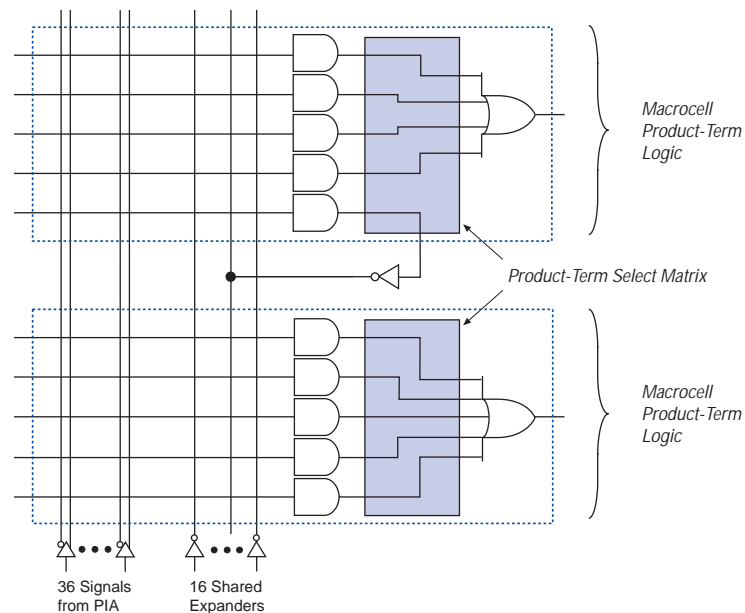 Macrocell
Product-Term
Logic
Product-Term Select Matrix
Macrocell
Product-Term
Logic
36 Signals
from PIA
16 Shared
Expanders